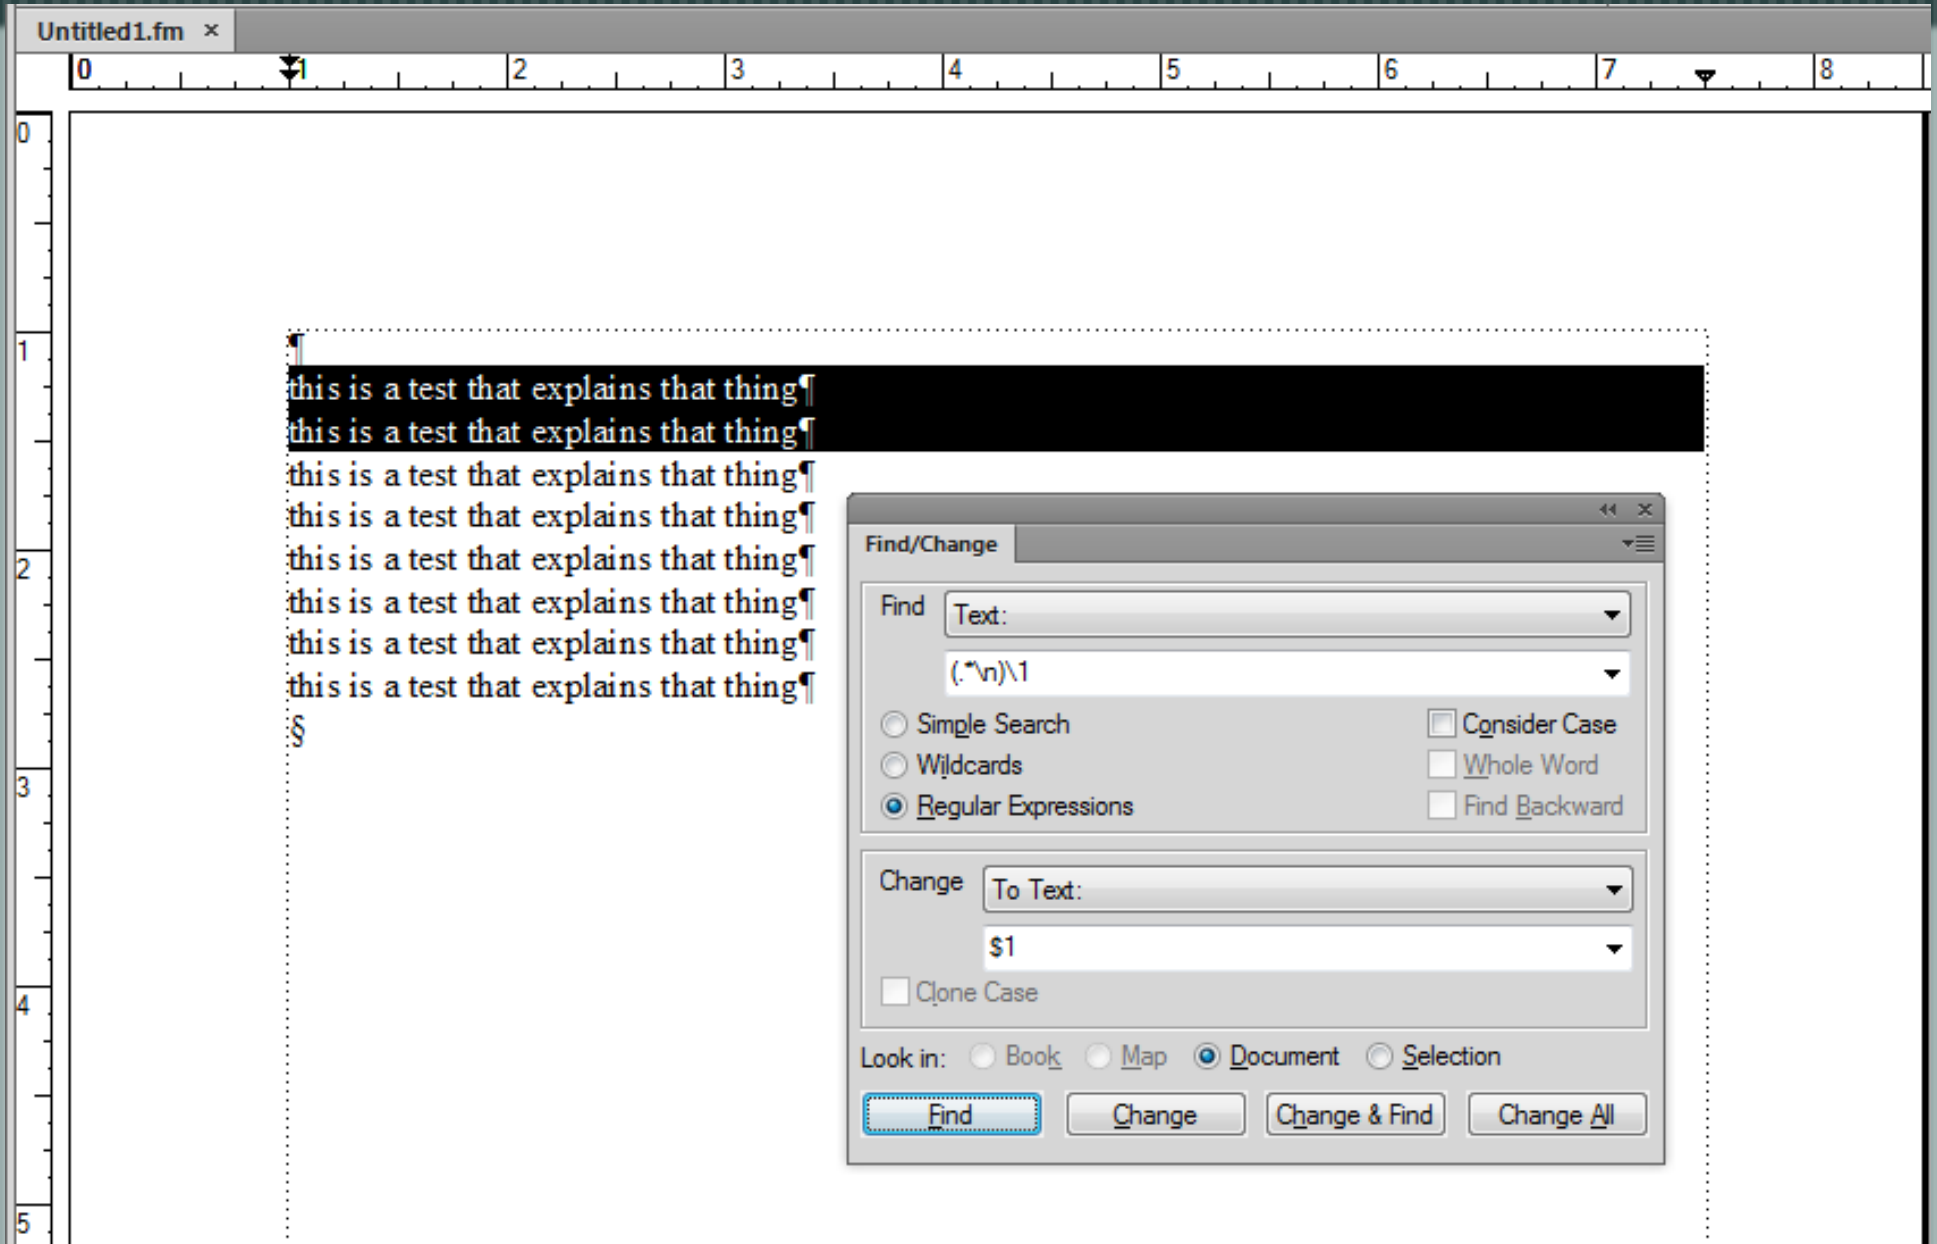 Untitled1.fm ×
0 1 2 3 4 5 6 7 8
0
1
2
3
4
5
¶
this is a test that explains that thing¶
this is a test that explains that thing¶
this is a test that explains that thing¶
this is a test that explains that thing¶
this is a test that explains that thing¶
this is a test that explains that thing¶
this is a test that explains that thing¶
this is a test that explains that thing¶
§
Find/Change
Find Text:
(.*\n)\1
Simple Search Consider Case
Wildcards Whole Word
Regular Expressions Find Backward
Change To Text:
$1
Clone Case
Look in: Book Map Document Selection
Find Change Change & Find Change All